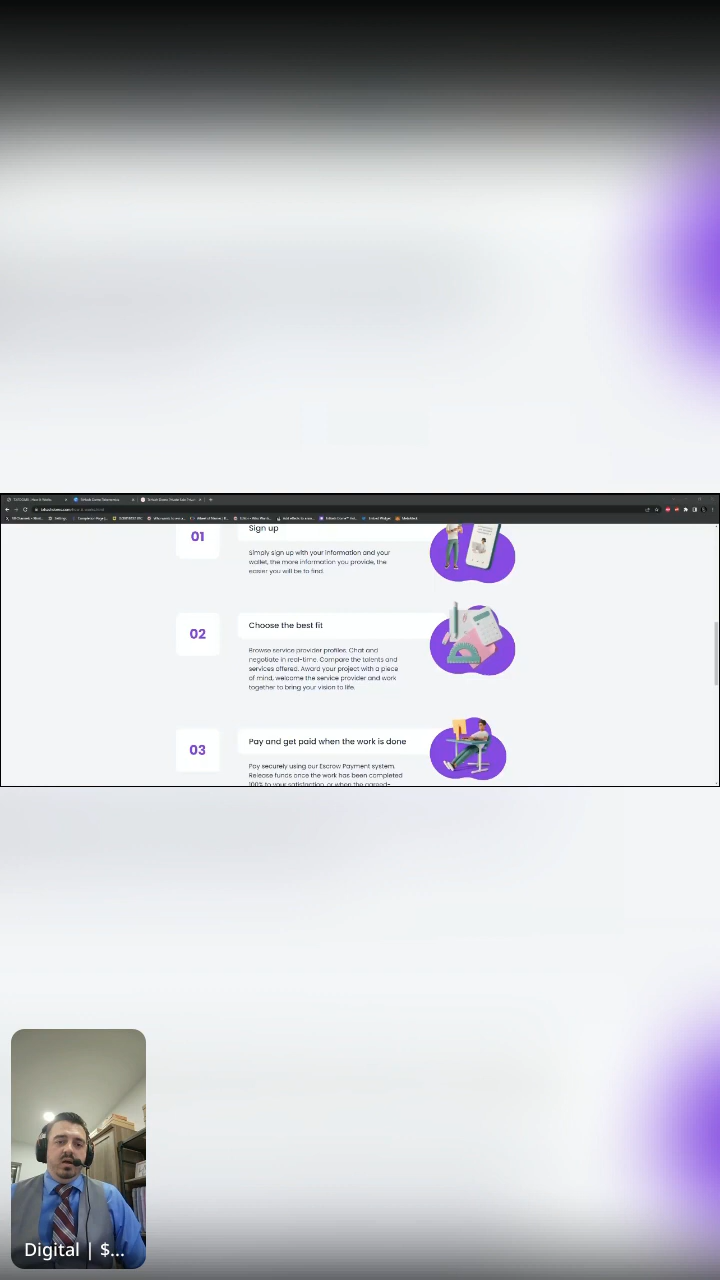 01
Sign up
Simply sign up with your information and your
wallet, the more information you provide, the
easier you will be to find.
02
Choose the best fit
Browse service provider profiles. Chat and
negotiate in real-time. Compare the talents and
services offered. Award your project with a piece
of mind, welcome the service provider and work
together to bring your vision to life.
03
Pay and get paid when the work is done
Pay securely using our Escrow Payment system.
Release funds once the work has been completed
100% to your satisfaction, or when the agreed-
Digital | $...